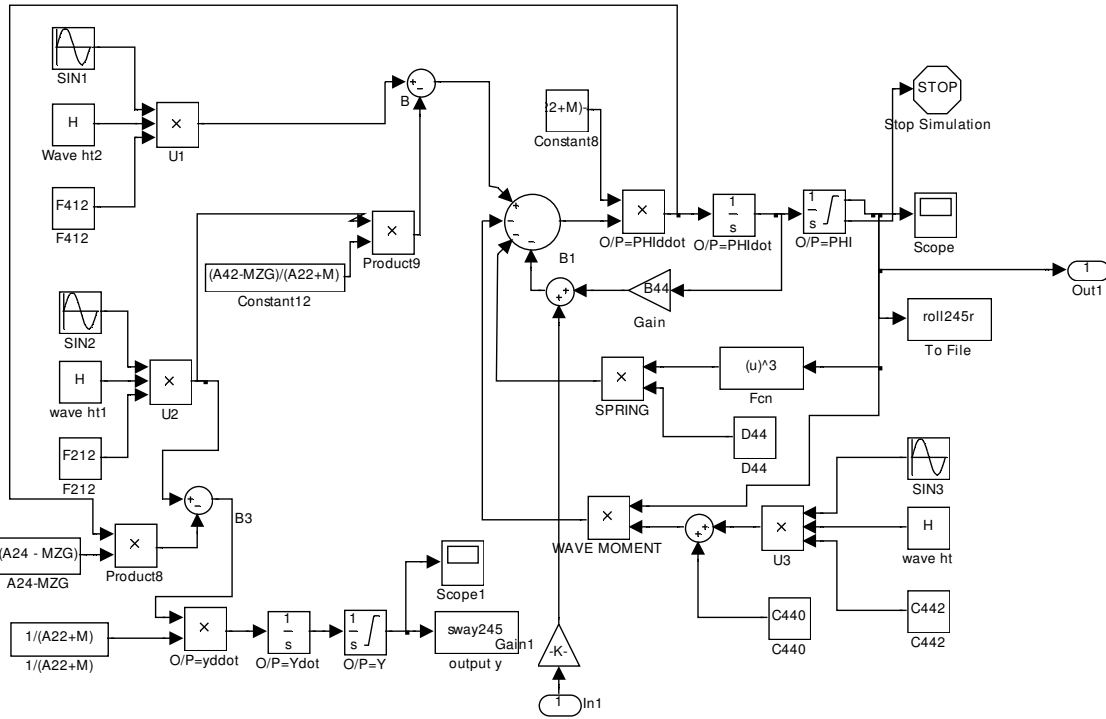 SIN1
H
Wave ht2
F412
F412
×
U1
+
−
B
STOP
Stop Simulation
2+M)-
Constant8
×
O/P=PHIddot
1
s
O/P=PHIdot
1
s
O/P=PHI
Scope
1
Out1
×
Product9
(A42-MZG)/(A22+M)
Constant12
+
−
−
−
B1
+
+
B44
Gain
roll245r
To File
SIN2
H
wave ht1
F212
F212
×
U2
×
SPRING
(u)^3
Fcn
D44
D44
+
−
B3
×
WAVE MOMENT
+
+
×
U3
SIN3
H
wave ht
C440
C440
C442
C442
(A24 - MZG)
A24-MZG
×
Product8
1/(A22+M)
1/(A22+M)
×
O/P=yddot
1
s
O/P=Ydot
1
s
O/P=Y
Scope1
sway245
output y
Gain1
-K-
1
In1